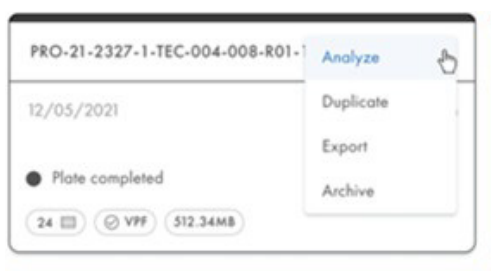 PRO-21-2327-1-TEC-004-008-R01-1
Analyze
12/05/2021
Duplicate
Export
Plate completed
Archive
24
VPF
512.34MB